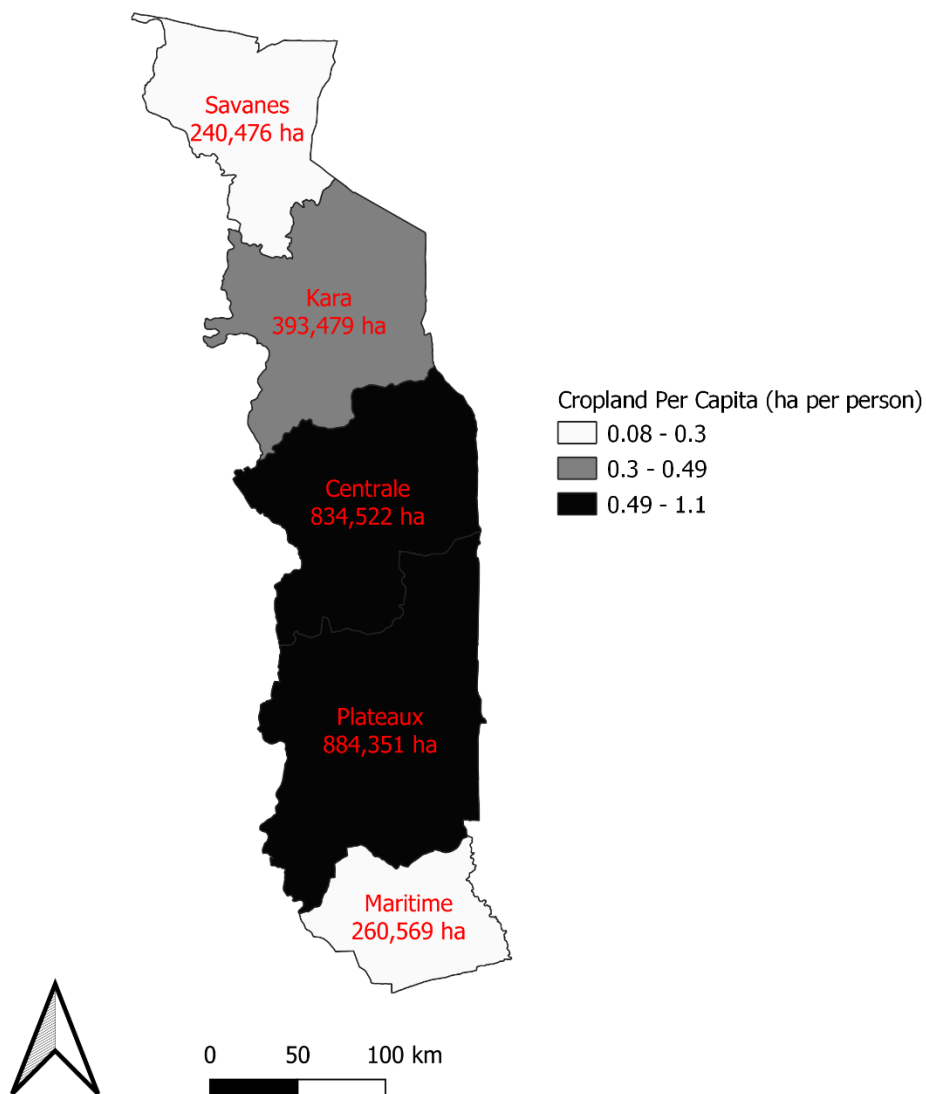 Savanes
240,476 ha
Kara
393,479 ha
Centrale
834,522 ha
Plateaux
884,351 ha
Maritime
260,569 ha
Cropland Per Capita (ha per person)
0.08 - 0.3
0.3 - 0.49
0.49 - 1.1
0 50 100 km